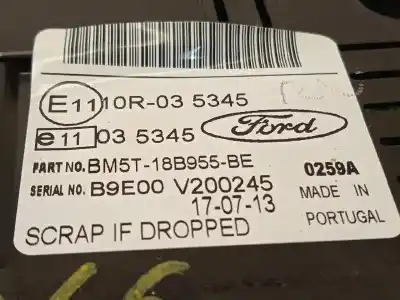 E11 10R-03 5345
e11 03 5345 Ford
PART NO. BM5T-18B955-BE 0259A
SERIAL NO. B9E00 V200245 MADE IN
17-07-13 PORTUGAL
SCRAP IF DROPPED